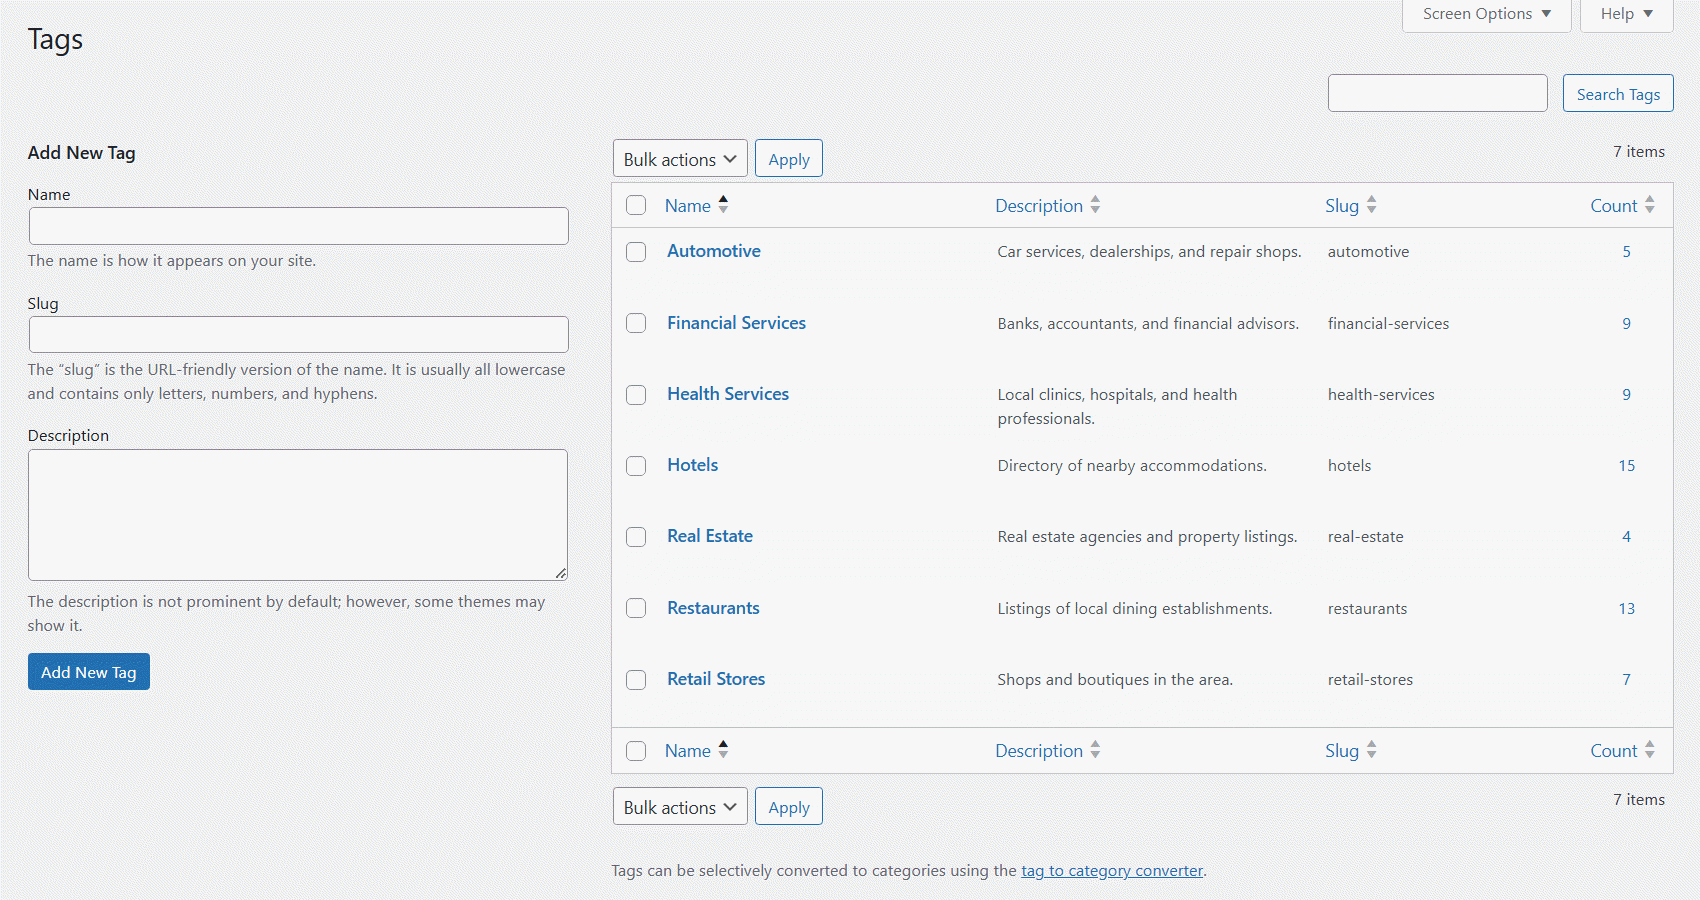 Screen Options
Help
Tags
Search Tags
Add New Tag
Name
The name is how it appears on your site.
Slug
The “slug” is the URL-friendly version of the name. It is usually all lowercase
and contains only letters, numbers, and hyphens.
Description
The description is not prominent by default; however, some themes may
show it.
Add New Tag
Bulk actions Apply 7 items
Name Description Slug Count
Automotive Car services, dealerships, and repair shops. automotive 5
Financial Services Banks, accountants, and financial advisors. financial-services 9
Health Services Local clinics, hospitals, and health health-services 9
professionals.
Hotels Directory of nearby accommodations. hotels 15
Real Estate Real estate agencies and property listings. real-estate 4
Restaurants Listings of local dining establishments. restaurants 13
Retail Stores Shops and boutiques in the area. retail-stores 7
Name Description Slug Count
Bulk actions Apply 7 items
Tags can be selectively converted to categories using the tag to category converter.